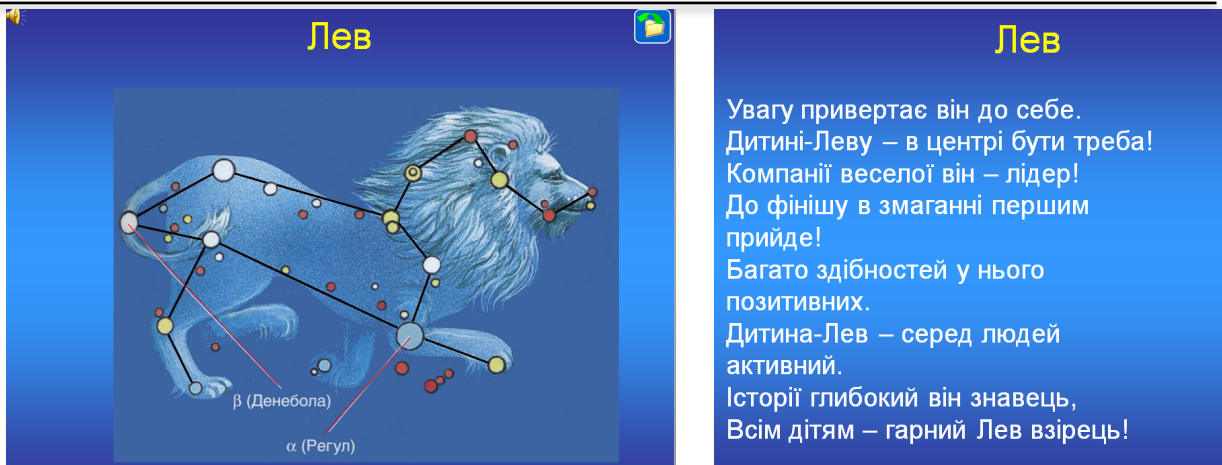 Лев
β (Денебола)
α (Регул)
Лев
Увагу привертає він до себе.
Дитині-Леву – в центрі бути треба!
Компанії веселої він – лідер!
До фінішу в змаганні першим
прийде!
Багато здібностей у нього
позитивних.
Дитина-Лев – серед людей
активний.
Історії глибокий він знавець,
Всім дітям – гарний Лев взірець!